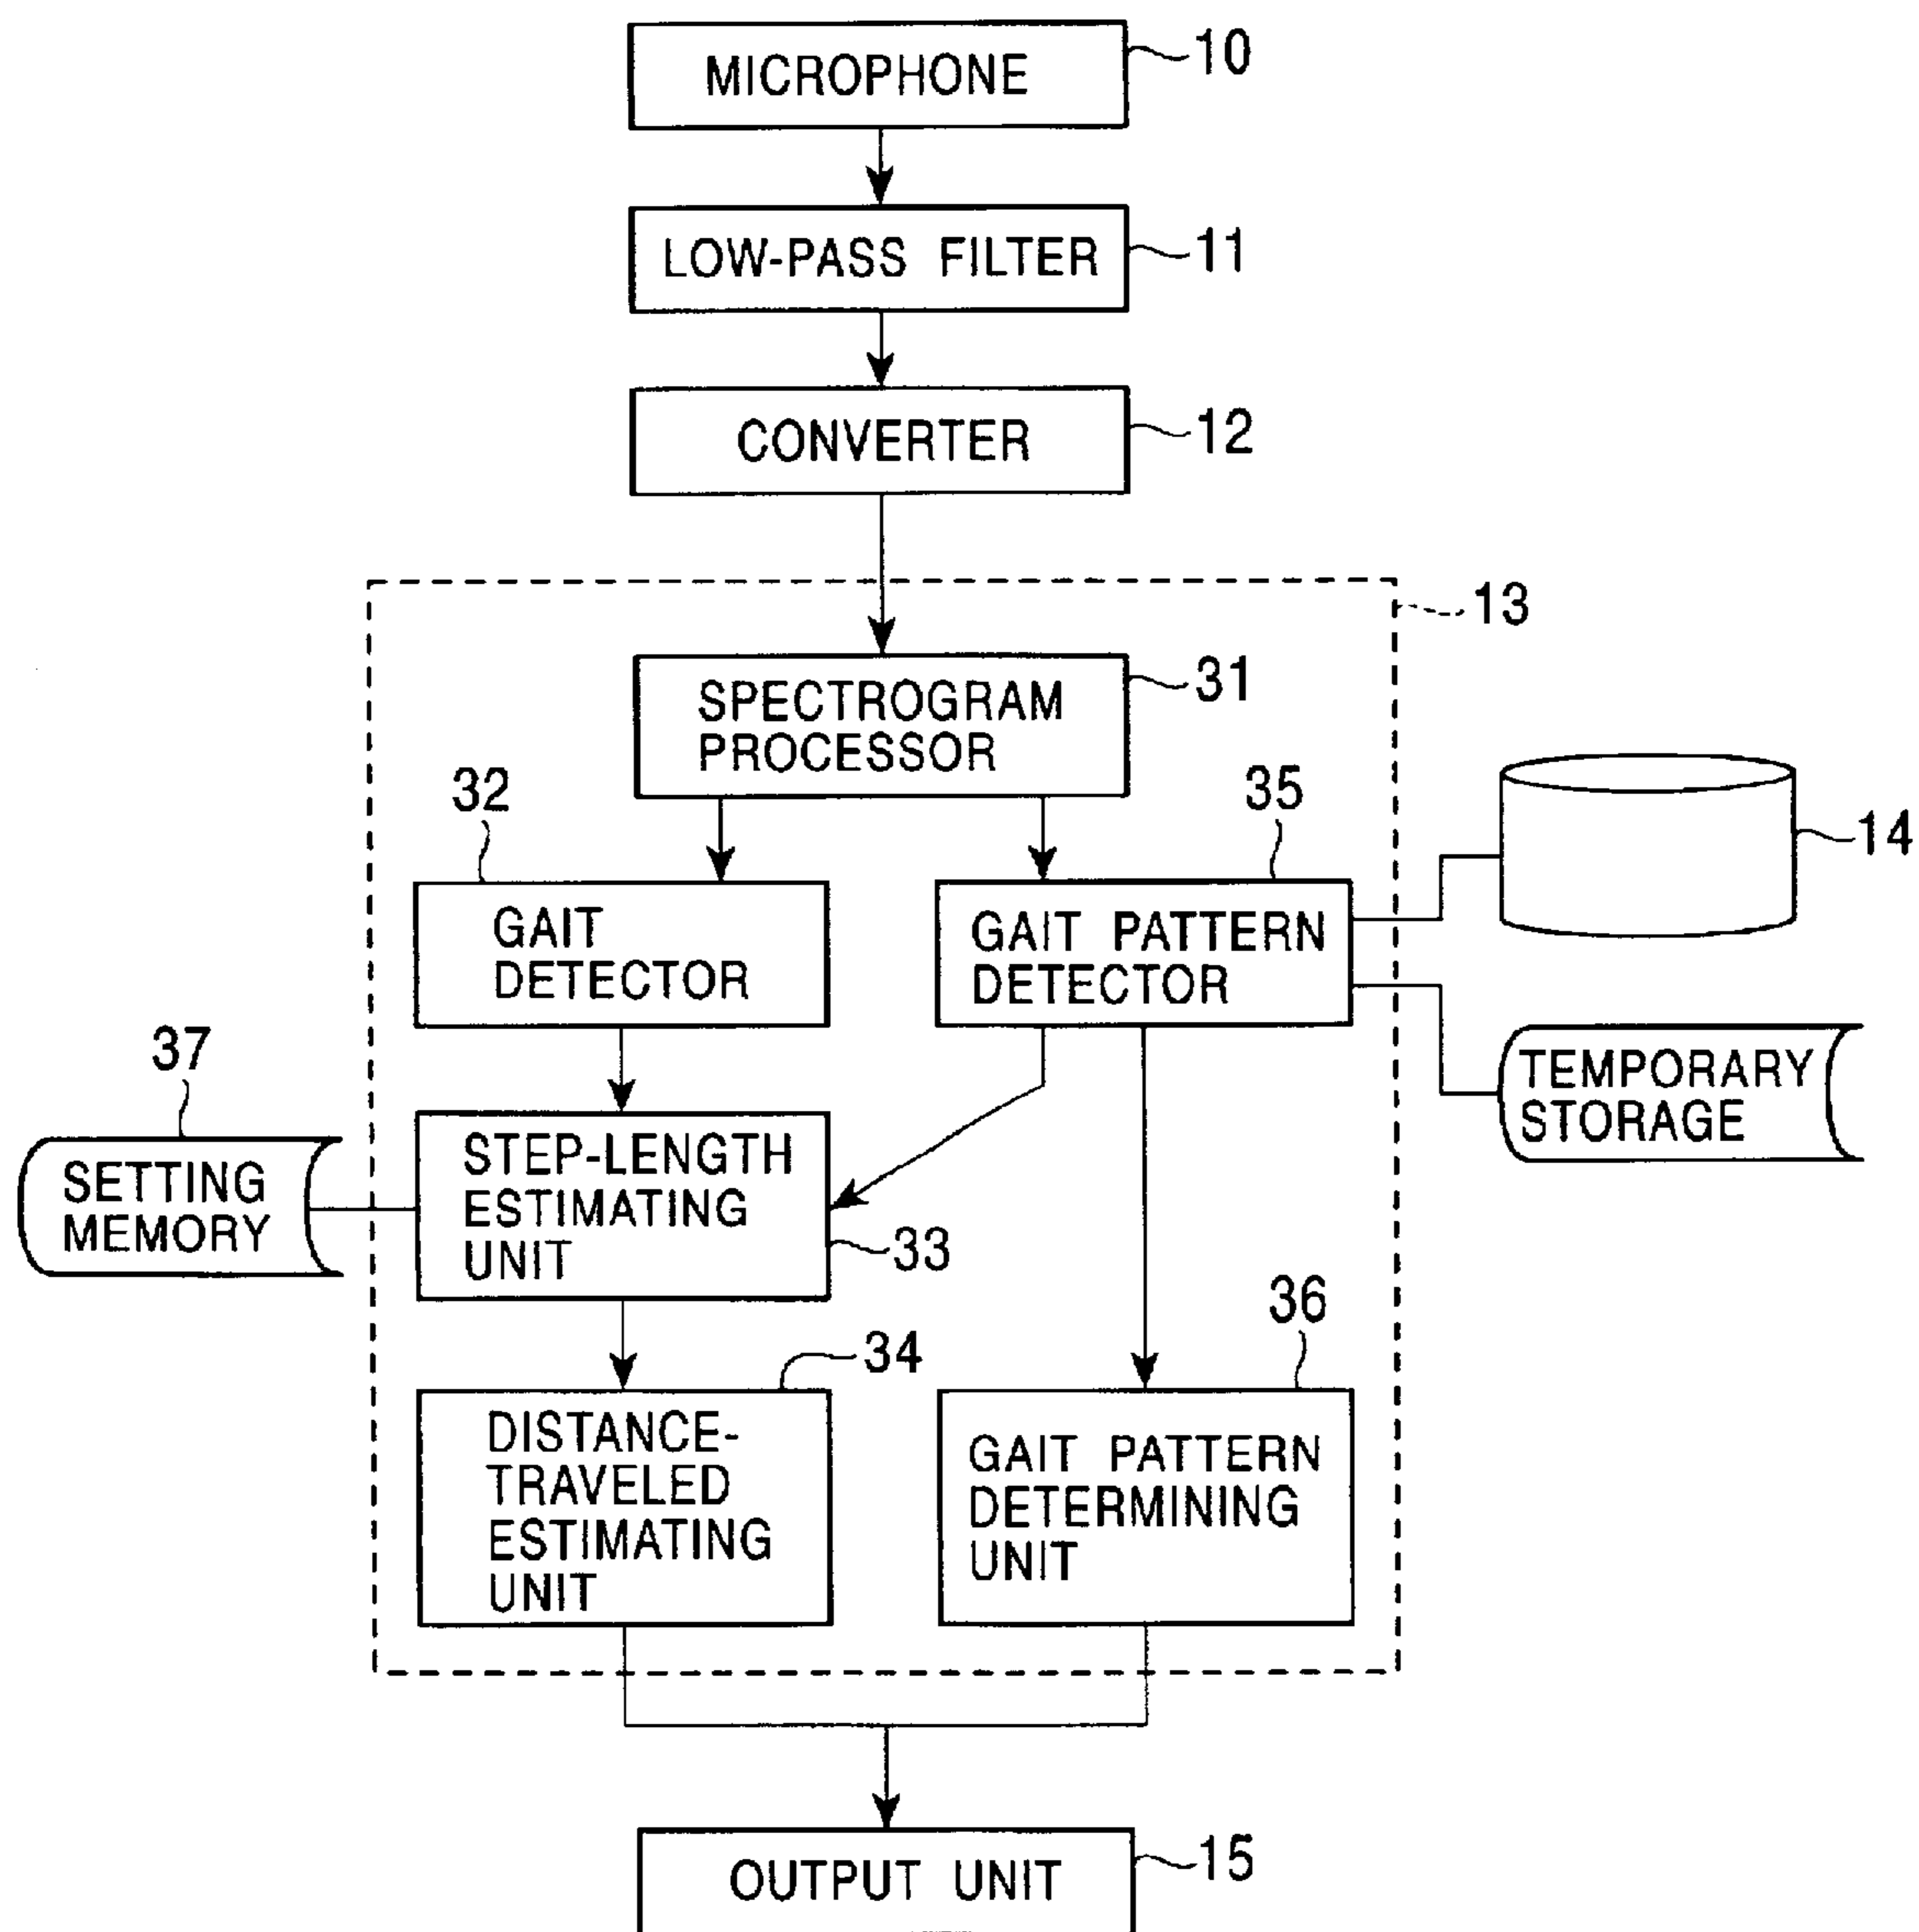 MICROPHONE
10
LOW-PASS FILTER
11
CONVERTER
12
13
SPECTROGRAM
PROCESSOR
31
32
35
14
GAIT
DETECTOR
GAIT PATTERN
DETECTOR
37
TEMPORARY
STORAGE
SETTING
MEMORY
STEP-LENGTH
ESTIMATING
UNIT
33
36
34
DISTANCE-
TRAVELED
ESTIMATING
UNIT
GAIT PATTERN
DETERMINING
UNIT
OUTPUT UNIT
15